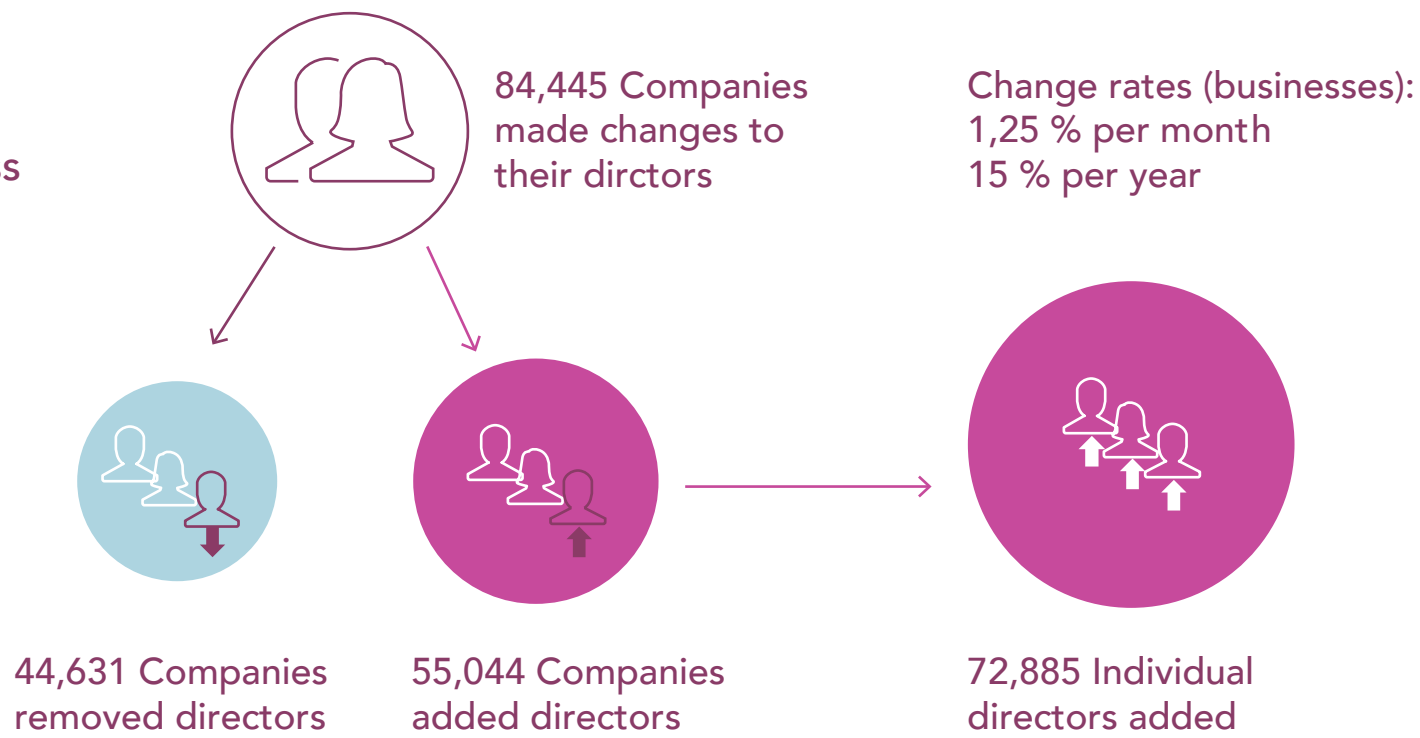 84,445 Companies
made changes to
their dirctors
Change rates (businesses):
1,25 % per month
15 % per year
44,631 Companies
removed directors
55,044 Companies
added directors
72,885 Individual
directors added